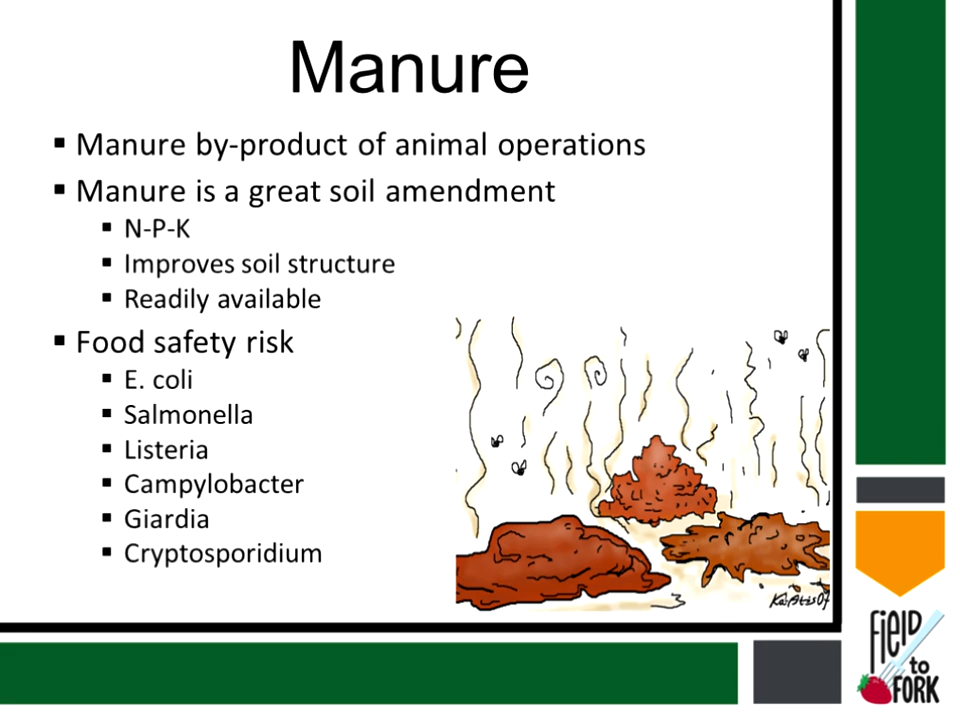 Manure
▪ Manure by-product of animal operations
▪ Manure is a great soil amendment
▪ N-P-K
▪ Improves soil structure
▪ Readily available
▪ Food safety risk
▪ E. coli
▪ Salmonella
▪ Listeria
▪ Campylobacter
▪ Giardia
▪ Cryptosporidium
FielD
to
FORK